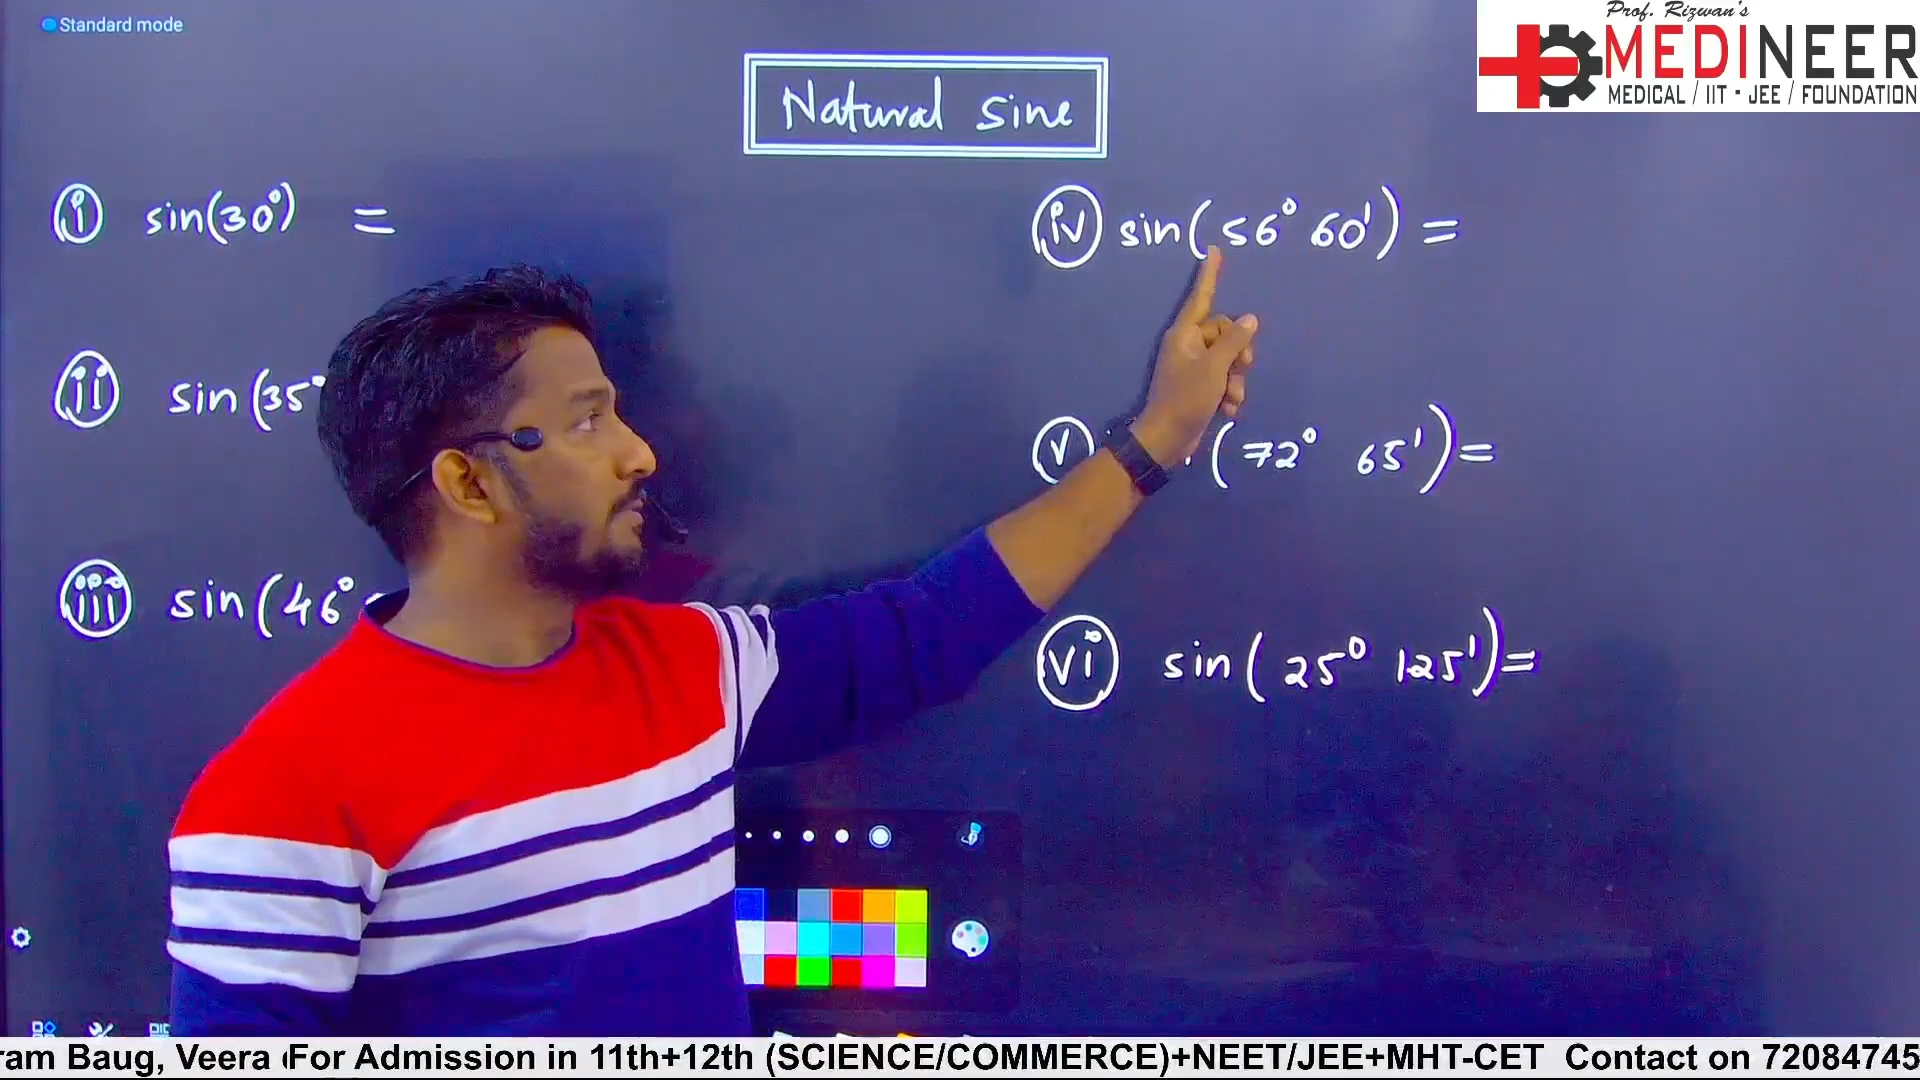 Standard mode
Prof. Rizwan's
MEDINEER
MEDICAL / IIT - JEE / FOUNDATION
Natural Sine
i sin(30°) =
ii sin(35°
iii sin(46°
iv sin(56° 60') =
v (72° 65') =
vi sin(25° 125') =
ram Baug, Veera For Admission in 11th+12th (SCIENCE/COMMERCE)+NEET/JEE+MHT-CET Contact on 72084745